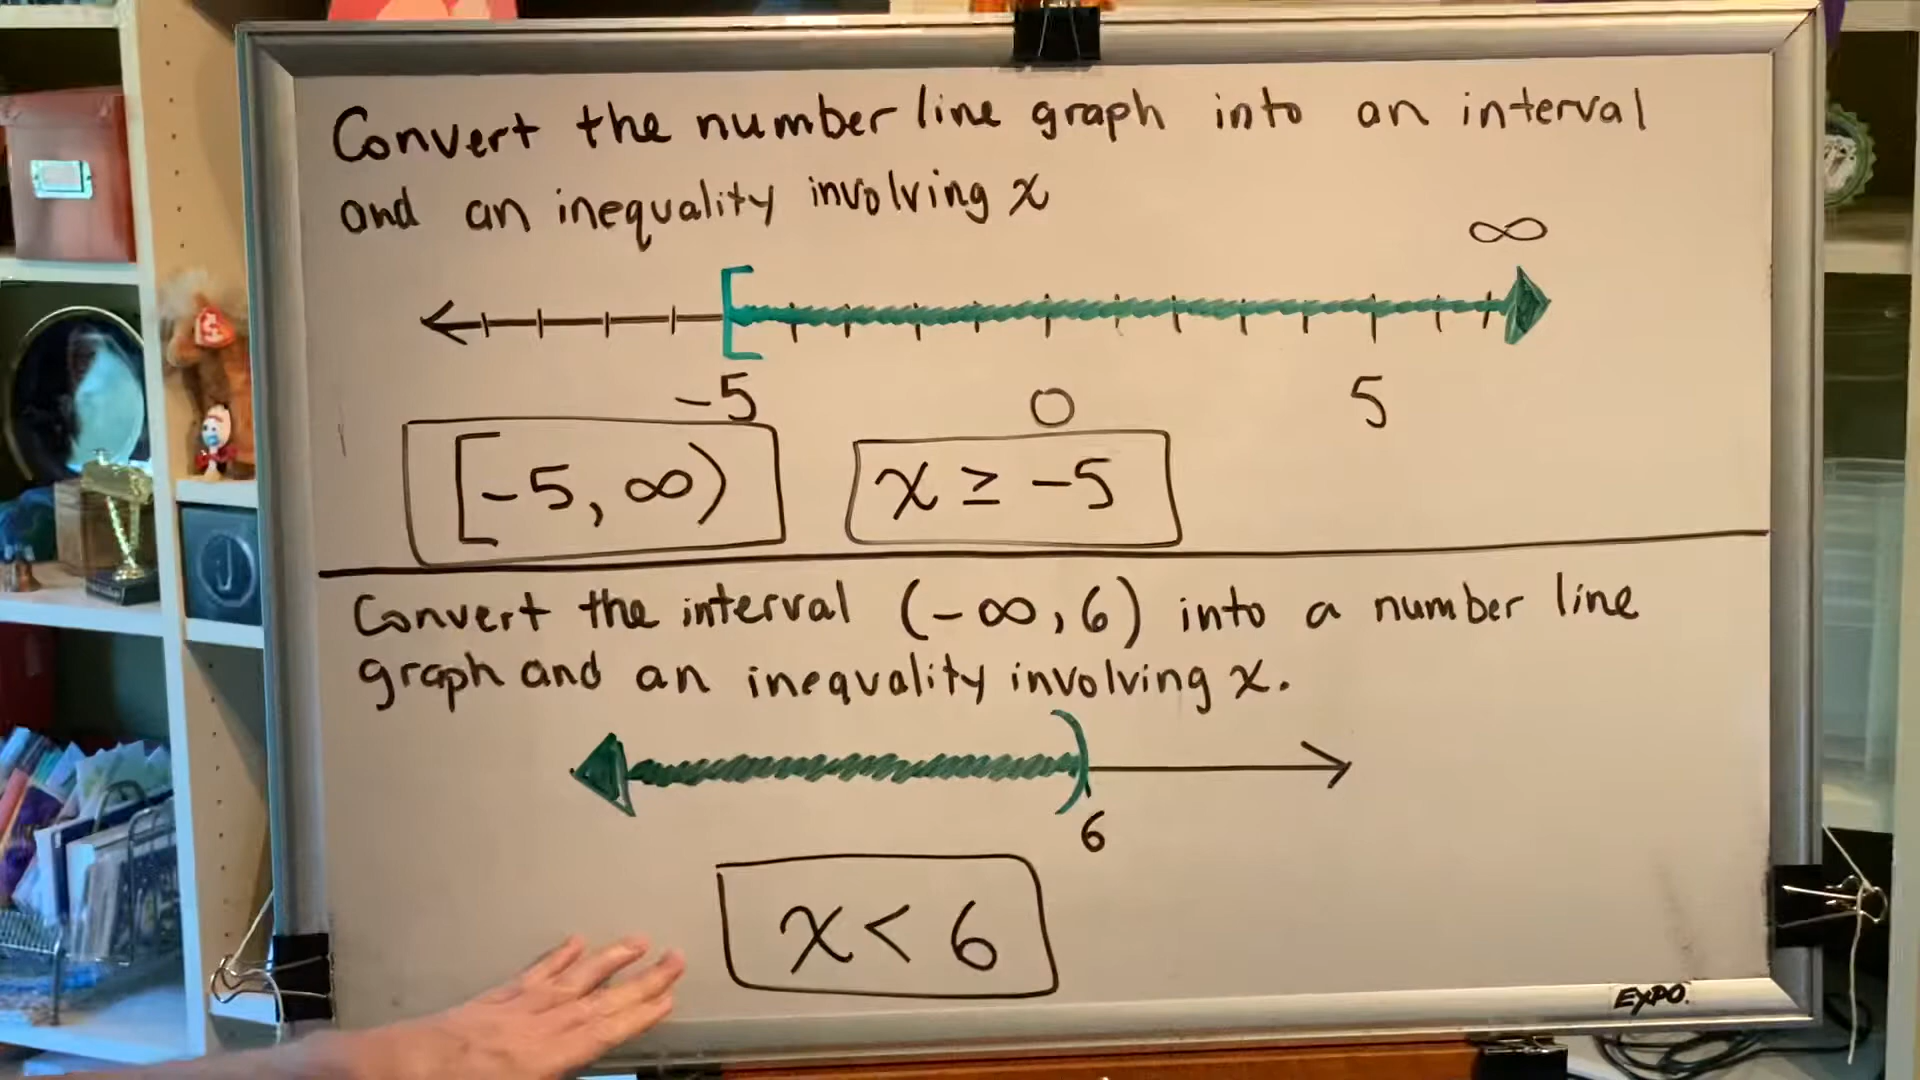 Convert the number line graph into an interval
and an inequality involving x
∞
-5 0 5
[-5, ∞) x ≥ -5
Convert the interval (-∞, 6) into a number line
graph and an inequality involving x.
6
x < 6
EXPO.
J